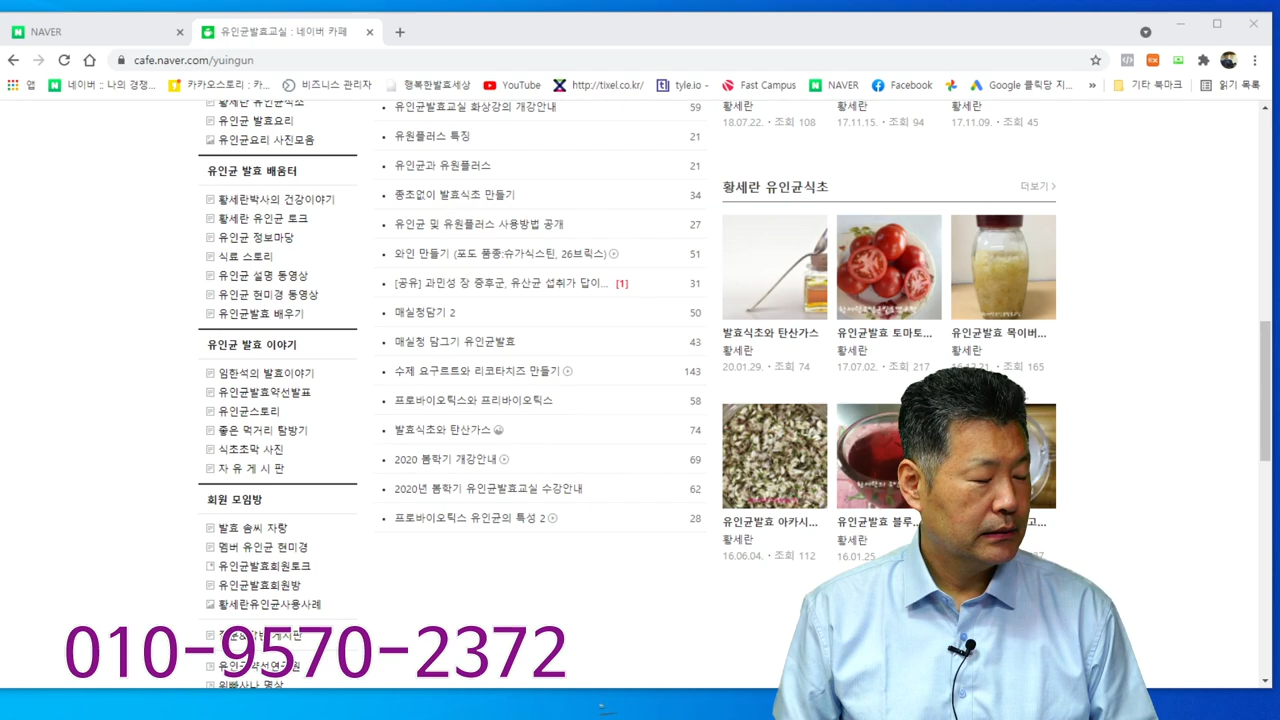 NAVER
유인균발효교실 : 네이버 카페
cafe.naver.com/yuingun
앱
네이버 :: 나의 경쟁...
카카오스토리 : 카...
비즈니스 관리자
행복한발효세상
YouTube
http://tixel.co.kr/
tyle.io -
Fast Campus
NAVER
Facebook
Google 클릭당 지...
»
기타 북마크
읽기 목록
황세란 유인균식초
유인균 발효요리
유인균요리 사진모음
유인균 발효 배움터
황세란박사의 건강이야기
황세란 유인균 토크
유인균 정보마당
식료 스토리
유인균 설명 동영상
유인균 현미경 동영상
유인균발효 배우기
유인균 발효 이야기
임한석의 발효이야기
유인균발효약선발표
유인균스토리
좋은 먹거리 탐방기
식초초막 사진
자 유 게 시 판
회원 모임방
발효 솜씨 자랑
멤버 유인균 현미경
유인균발효회원토크
유인균발효회원방
황세란유인균사용사례
유인균발효교실 화상강의 개강안내 59
유원플러스 특징 21
유인균과 유원플러스 21
종초없이 발효식초 만들기 34
유인균 및 유원플러스 사용방법 공개 27
와인 만들기 (포도 품종:슈가식스틴, 26브릭스) 51
[공유] 과민성 장 증후군, 유산균 섭취가 답이... [1] 31
매실청담기 2 50
매실청 담그기 유인균발효 43
수제 요구르트와 리코타치즈 만들기 143
프로바이오틱스와 프리바이오틱스 58
발효식초와 탄산가스 74
2020 봄학기 개강안내 69
2020년 봄학기 유인균발효교실 수강안내 62
프로바이오틱스 유인균의 특성 2 28
황세란 황세란 황세란
18.07.22. · 조회 108 17.11.15. · 조회 94 17.11.09. · 조회 45
황세란 유인균식초 더보기 >
발효식초와 탄산가스 유인균발효 토마토... 유인균발효 목이버...
황세란 황세란 황세란
20.01.29. · 조회 74 17.07.02. · 조회 217 조회 165
유인균발효 아카시... 유인균발효 블루...
황세란 황세란
16.06.04. · 조회 112 16.01.25.
010-9570-2372